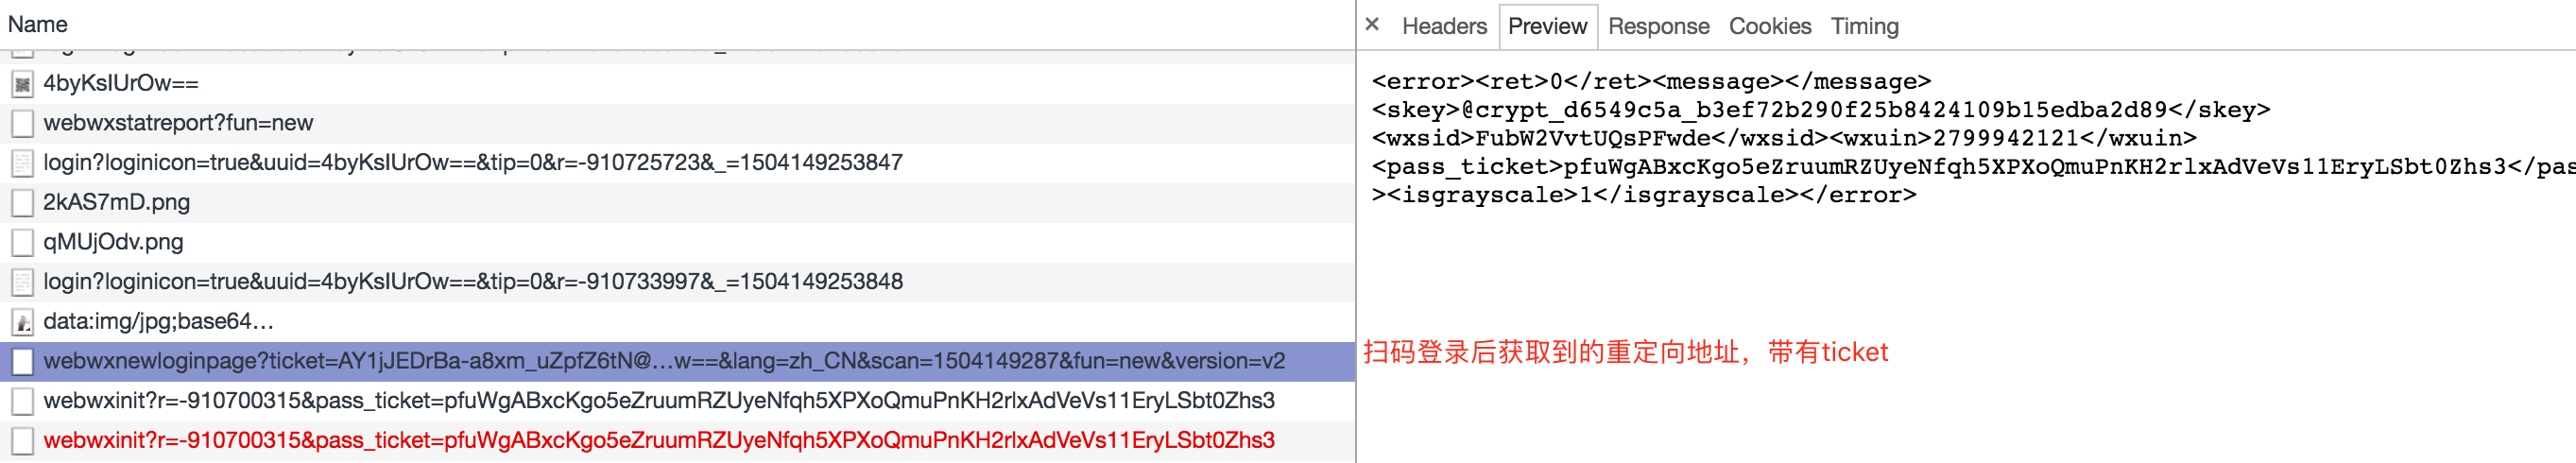 Name
4byKsIUrOw==
webwxstatreport?fun=new
login?loginicon=true&uuid=4byKsIUrOw==&tip=0&r=-910725723&_=1504149253847
2kAS7mD.png
qMUjOdv.png
login?loginicon=true&uuid=4byKsIUrOw==&tip=0&r=-910733997&_=1504149253848
data:img/jpg;base64…
webwxnewloginpage?ticket=AY1jJEDrBa-a8xm_uZpfZ6tN@…w==&lang=zh_CN&scan=1504149287&fun=new&version=v2
webwxinit?r=-910700315&pass_ticket=pfuWgABxcKgo5eZruumRZUyeNfqh5XPXoQmuPnKH2rlxAdVeVs11EryLSbt0Zhs3
webwxinit?r=-910700315&pass_ticket=pfuWgABxcKgo5eZruumRZUyeNfqh5XPXoQmuPnKH2rlxAdVeVs11EryLSbt0Zhs3
× Headers Preview Response Cookies Timing
<error><ret>0</ret><message></message>
<skey>@crypt_d6549c5a_b3ef72b290f25b8424109b15edba2d89</skey>
<wxsid>FubW2VvtUQsPFwde</wxsid><wxuin>2799942121</wxuin>
<pass_ticket>pfuWgABxcKgo5eZruumRZUyeNfqh5XPXoQmuPnKH2rlxAdVeVs11EryLSbt0Zhs3</pas
><isgrayscale>1</isgrayscale></error>
扫码登录后获取到的重定向地址，带有ticket